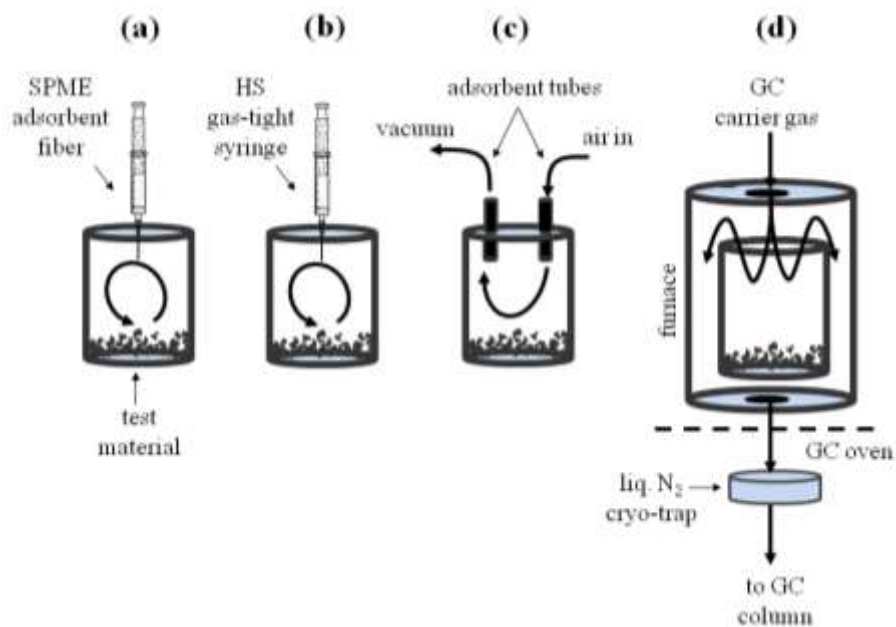 (a)
(b)
(c)
(d)
SPME
adsorbent
fiber
HS
gas-tight
syringe
adsorbent tubes
vacuum
air in
GC
carrier gas
furnace
test
material
GC oven
liq. N₂
cryo-trap
to GC
column